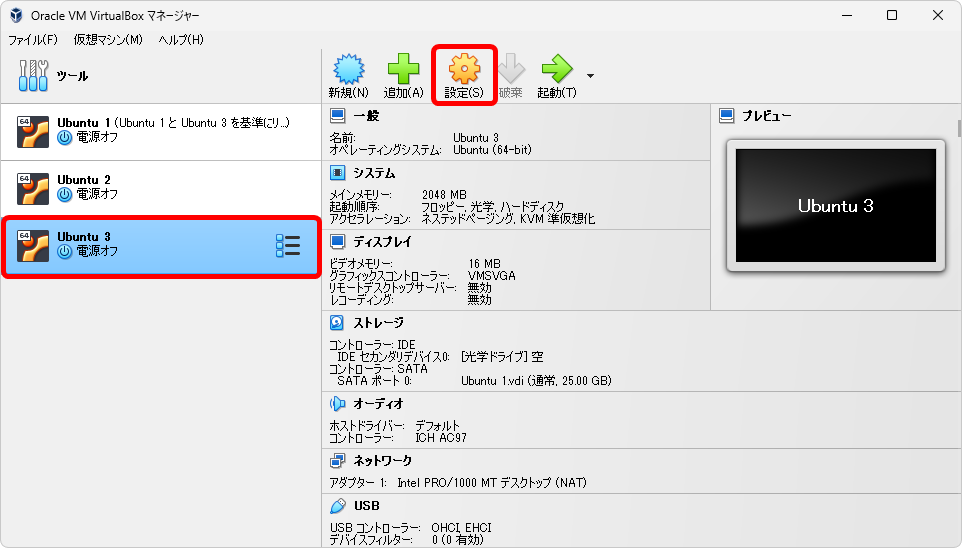 Oracle VM VirtualBox マネージャー
ファイル(F) 仮想マシン(M) ヘルプ(H)
ツール
新規(N) 追加(A) 設定(S) 破棄 起動(T)
64
Ubuntu 1 (Ubuntu 1 と Ubuntu 3 を基準にリ...)
電源オフ
64
Ubuntu 2
電源オフ
64
Ubuntu 3
電源オフ
一般
名前: Ubuntu 3
オペレーティングシステム: Ubuntu (64-bit)
システム
メインメモリー: 2048 MB
起動順序: フロッピー, 光学, ハードディスク
アクセラレーション: ネステッドページング, KVM 準仮想化
ディスプレイ
ビデオメモリー: 16 MB
グラフィックスコントローラー: VMSVGA
リモートデスクトップサーバー: 無効
レコーディング: 無効
プレビュー
Ubuntu 3
ストレージ
コントローラー: IDE
IDE セカンダリデバイス0: [光学ドライブ] 空
コントローラー: SATA
SATA ポート 0: Ubuntu 1.vdi (通常, 25.00 GB)
オーディオ
ホストドライバー: デフォルト
コントローラー: ICH AC97
ネットワーク
アダプター 1: Intel PRO/1000 MT デスクトップ (NAT)
USB
USB コントローラー: OHCI, EHCI
デバイスフィルター: 0 (0 有効)